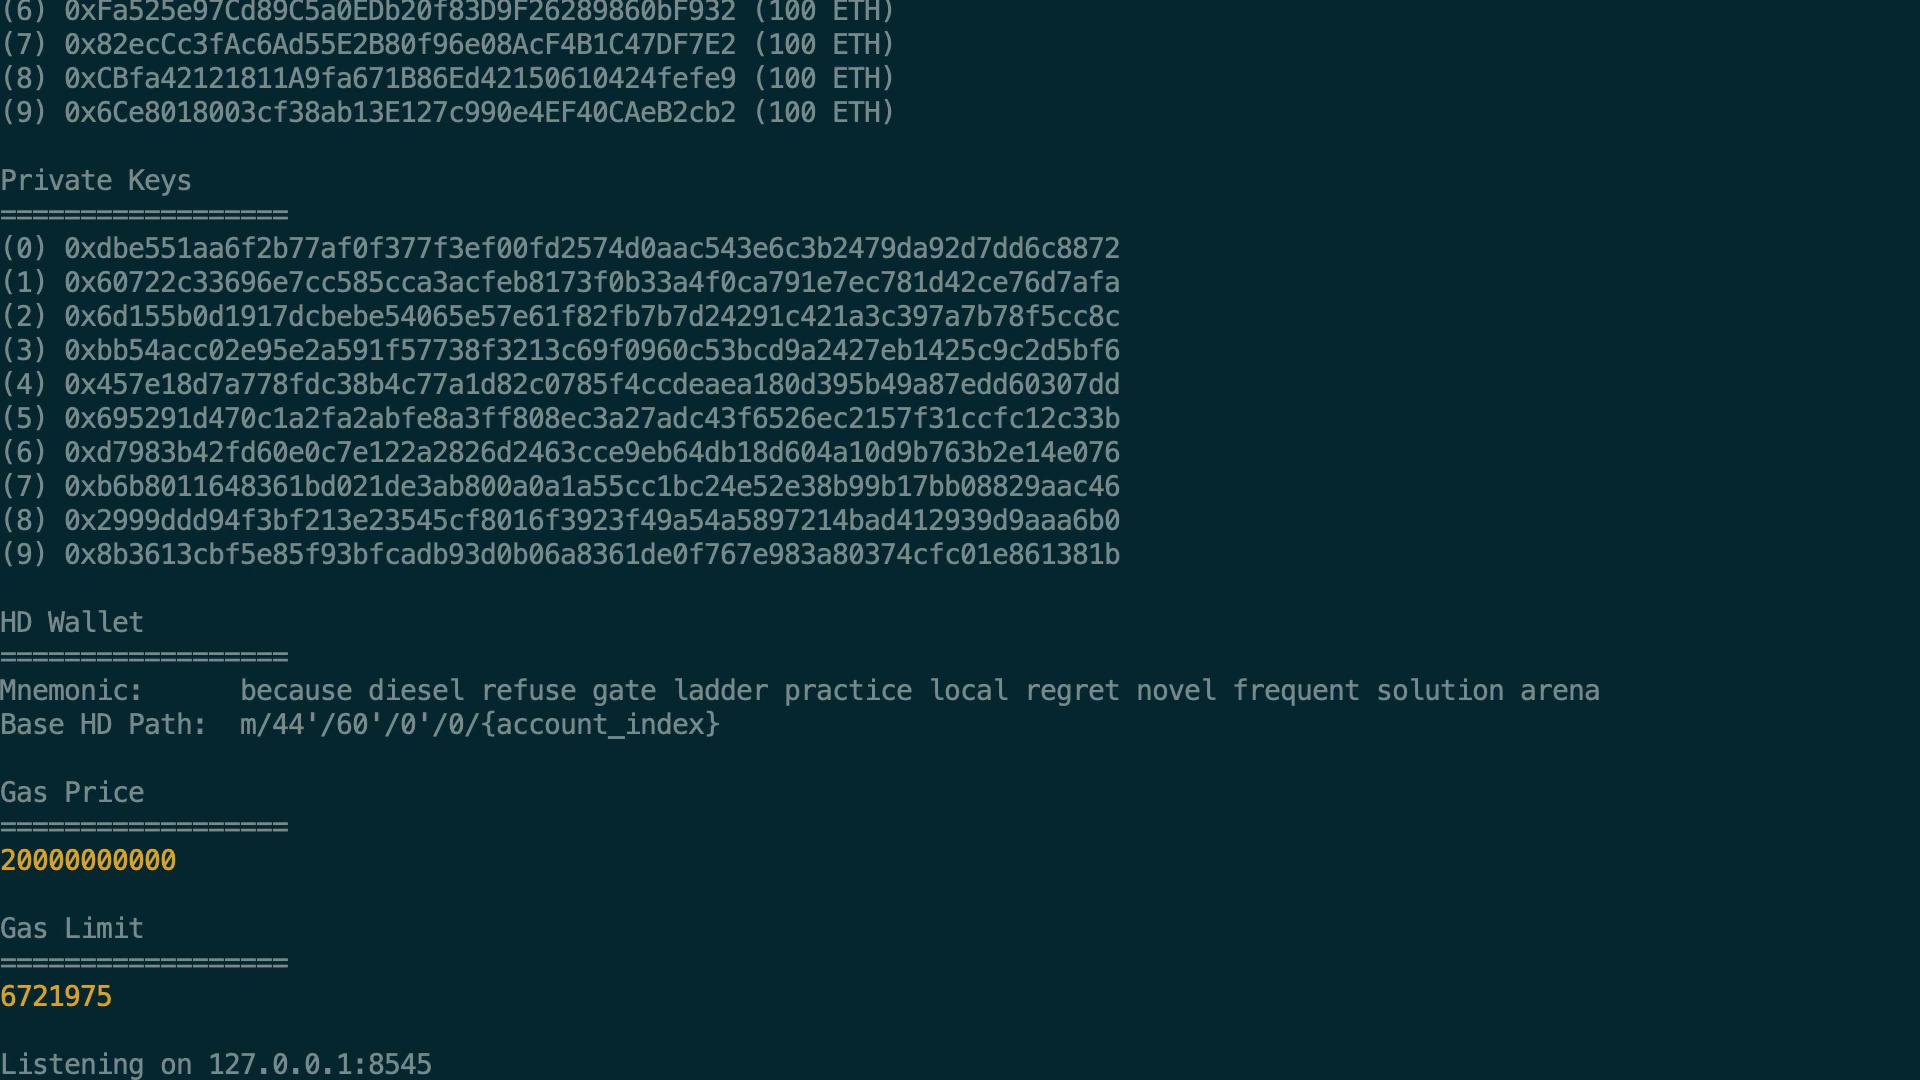 (6) 0xFa525e97Cd89C5a0EDb20f83D9F26289860bF932 (100 ETH)
(7) 0x82ecCc3fAc6Ad55E2B80f96e08AcF4B1C47DF7E2 (100 ETH)
(8) 0xCBfa42121811A9fa671B86Ed42150610424fefe9 (100 ETH)
(9) 0x6Ce8018003cf38ab13E127c990e4EF40CAeB2cb2 (100 ETH)
Private Keys
==================
(0) 0xdbe551aa6f2b77af0f377f3ef00fd2574d0aac543e6c3b2479da92d7dd6c8872
(1) 0x60722c33696e7cc585cca3acfeb8173f0b33a4f0ca791e7ec781d42ce76d7afa
(2) 0x6d155b0d1917dcbebe54065e57e61f82fb7b7d24291c421a3c397a7b78f5cc8c
(3) 0xbb54acc02e95e2a591f57738f3213c69f0960c53bcd9a2427eb1425c9c2d5bf6
(4) 0x457e18d7a778fdc38b4c77a1d82c0785f4ccdeaea180d395b49a87edd60307dd
(5) 0x695291d470c1a2fa2abfe8a3ff808ec3a27adc43f6526ec2157f31ccfc12c33b
(6) 0xd7983b42fd60e0c7e122a2826d2463cce9eb64db18d604a10d9b763b2e14e076
(7) 0xb6b8011648361bd021de3ab800a0a1a55cc1bc24e52e38b99b17bb08829aac46
(8) 0x2999ddd94f3bf213e23545cf8016f3923f49a54a5897214bad412939d9aaa6b0
(9) 0x8b3613cbf5e85f93bfcadb93d0b06a8361de0f767e983a80374cfc01e861381b
HD Wallet
==================
Mnemonic:      because diesel refuse gate ladder practice local regret novel frequent solution arena
Base HD Path:  m/44'/60'/0'/0/{account_index}
Gas Price
==================
20000000000
Gas Limit
==================
6721975
Listening on 127.0.0.1:8545